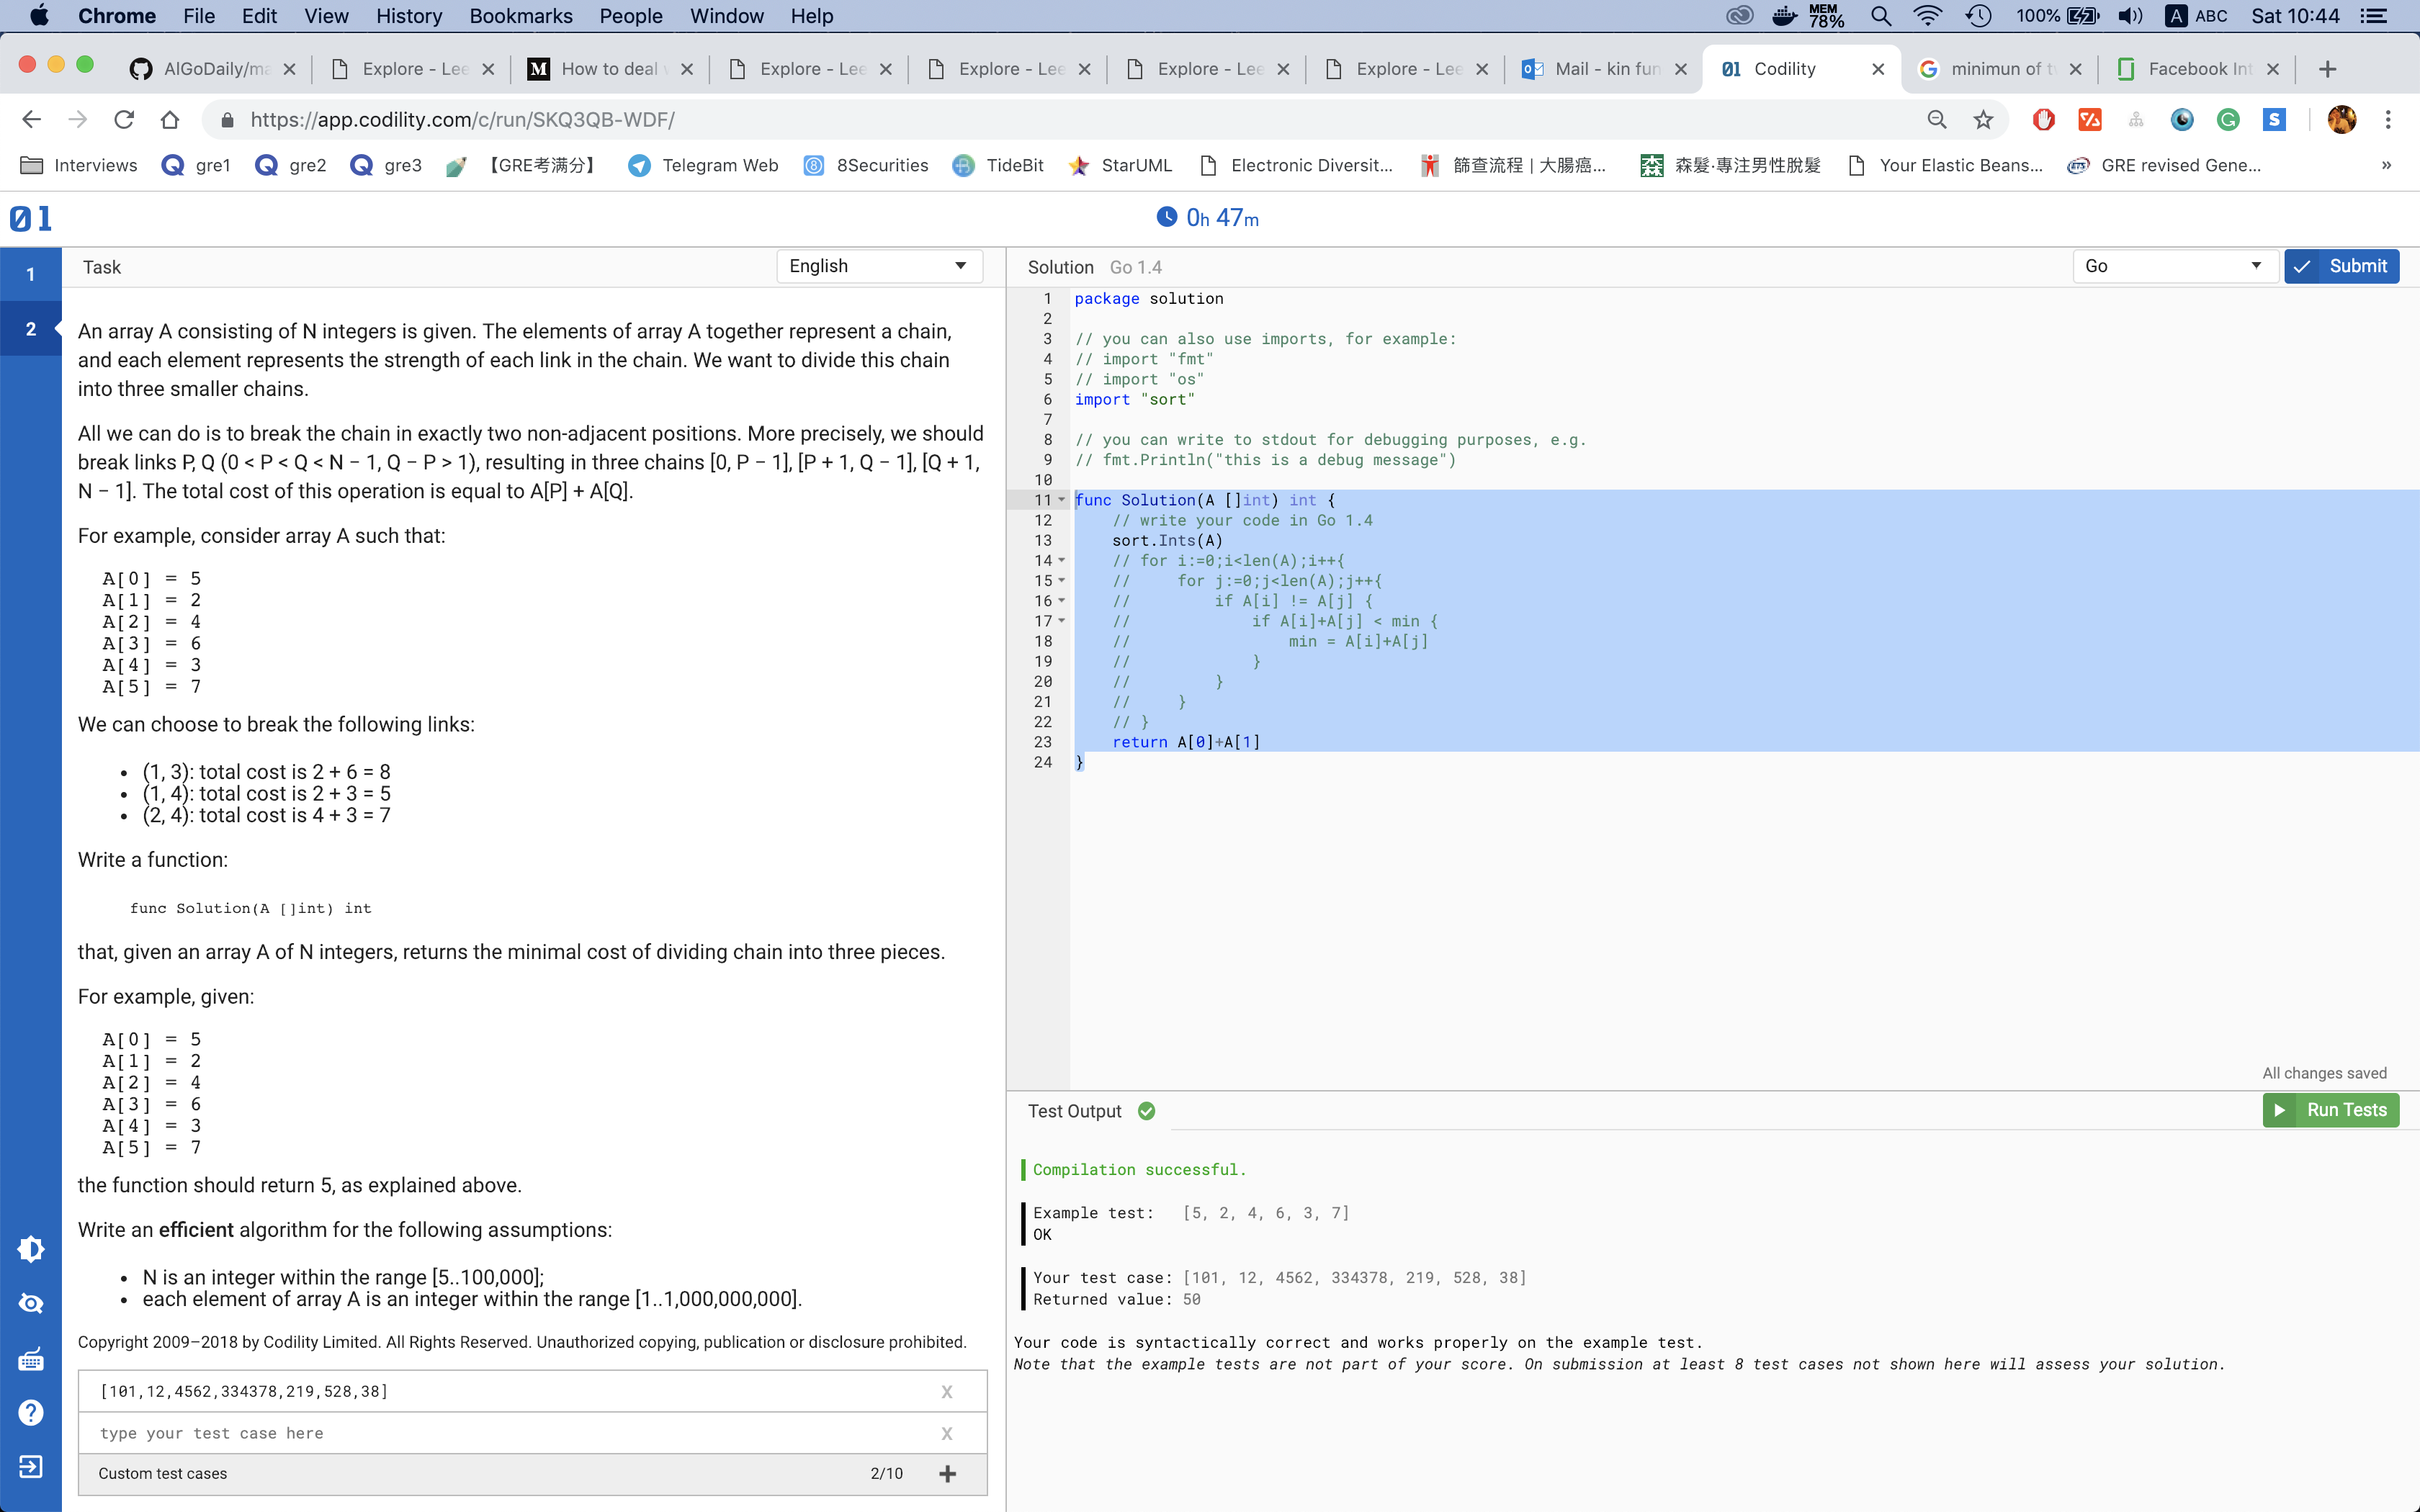 Chrome File Edit View History Bookmarks People Window Help MEM 78% 100% A ABC Sat 10:44
AlGoDaily/ma Explore - Lee M How to deal Explore - Lee Explore - Lee Explore - Lee Explore - Lee Mail - kin fun Codility minimun of t Facebook Int
https://app.codility.com/c/run/SKQ3QB-WDF/
Interviews gre1 gre2 gre3 【GRE考满分】 Telegram Web 8Securities TideBit StarUML Electronic Diversit... 篩查流程 | 大腸癌... 森髮·專注男性脫髮 Your Elastic Beans... GRE revised Gene... »
01 0h 47m
1 Task English
2
An array A consisting of N integers is given. The elements of array A together represent a chain,
and each element represents the strength of each link in the chain. We want to divide this chain
into three smaller chains.
All we can do is to break the chain in exactly two non-adjacent positions. More precisely, we should
break links P, Q (0 < P < Q < N − 1, Q − P > 1), resulting in three chains [0, P − 1], [P + 1, Q − 1], [Q + 1,
N − 1]. The total cost of this operation is equal to A[P] + A[Q].
For example, consider array A such that:
A[0] = 5
A[1] = 2
A[2] = 4
A[3] = 6
A[4] = 3
A[5] = 7
We can choose to break the following links:
• (1, 3): total cost is 2 + 6 = 8
• (1, 4): total cost is 2 + 3 = 5
• (2, 4): total cost is 4 + 3 = 7
Write a function:
func Solution(A []int) int
that, given an array A of N integers, returns the minimal cost of dividing chain into three pieces.
For example, given:
A[0] = 5
A[1] = 2
A[2] = 4
A[3] = 6
A[4] = 3
A[5] = 7
the function should return 5, as explained above.
Write an efficient algorithm for the following assumptions:
• N is an integer within the range [5..100,000];
• each element of array A is an integer within the range [1..1,000,000,000].
Copyright 2009–2018 by Codility Limited. All Rights Reserved. Unauthorized copying, publication or disclosure prohibited.
[101,12,4562,334378,219,528,38] X
type your test case here X
Custom test cases 2/10 +
Solution Go 1.4 Go Submit
1 package solution
2
3 // you can also use imports, for example:
4 // import "fmt"
5 // import "os"
6 import "sort"
7
8 // you can write to stdout for debugging purposes, e.g.
9 // fmt.Println("this is a debug message")
10
11 func Solution(A []int) int {
12 // write your code in Go 1.4
13 sort.Ints(A)
14 // for i:=0;i<len(A);i++{
15 // for j:=0;j<len(A);j++{
16 // if A[i] != A[j] {
17 // if A[i]+A[j] < min {
18 // min = A[i]+A[j]
19 // }
20 // }
21 // }
22 // }
23 return A[0]+A[1]
24 }
All changes saved
Test Output Run Tests
Compilation successful.
Example test: [5, 2, 4, 6, 3, 7]
OK
Your test case: [101, 12, 4562, 334378, 219, 528, 38]
Returned value: 50
Your code is syntactically correct and works properly on the example test.
Note that the example tests are not part of your score. On submission at least 8 test cases not shown here will assess your solution.